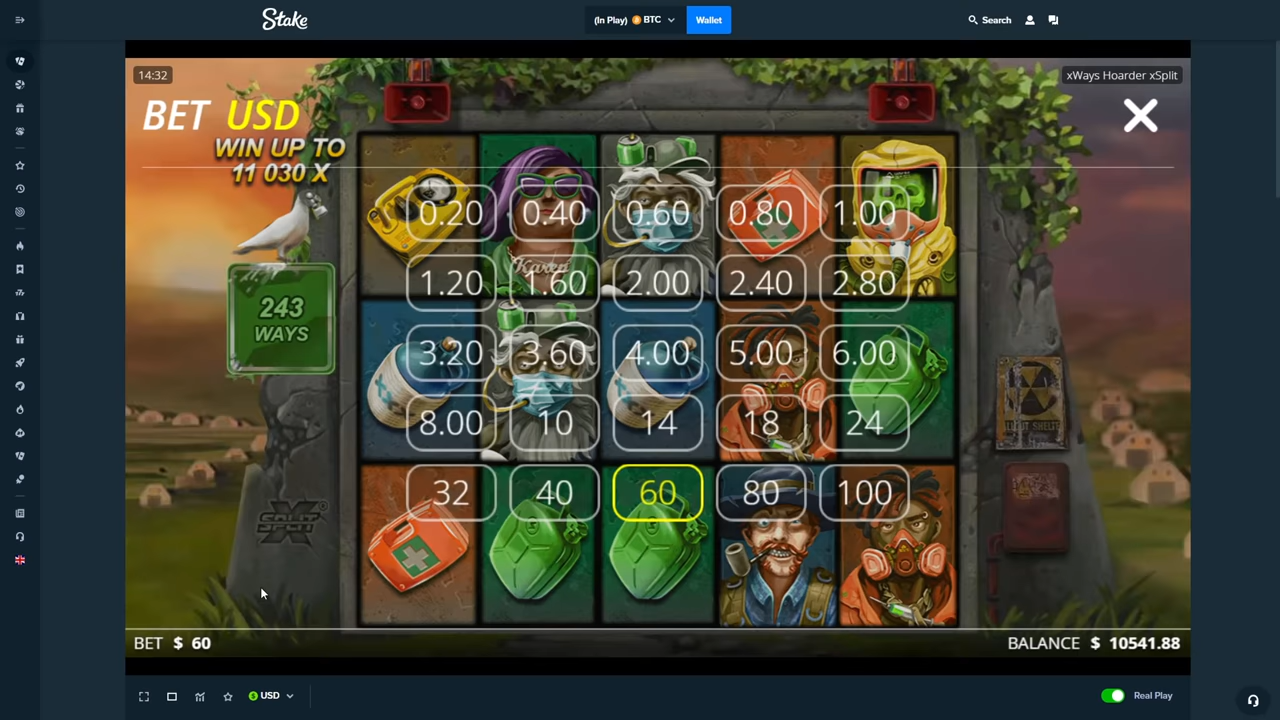 Stake
(In Play) BTC
Wallet
Search
14:32
xWays Hoarder xSplit
BET USD
WIN UP TO
11 030 X
0.20 0.40 0.60 0.80 1.00
1.20 1.60 2.00 2.40 2.80
3.20 3.60 4.00 5.00 6.00
8.00 10 14 18 24
32 40 60 80 100
Karen
243
WAYS
SPLIT
BET $ 60
BALANCE $ 10541.88
USD
Real Play